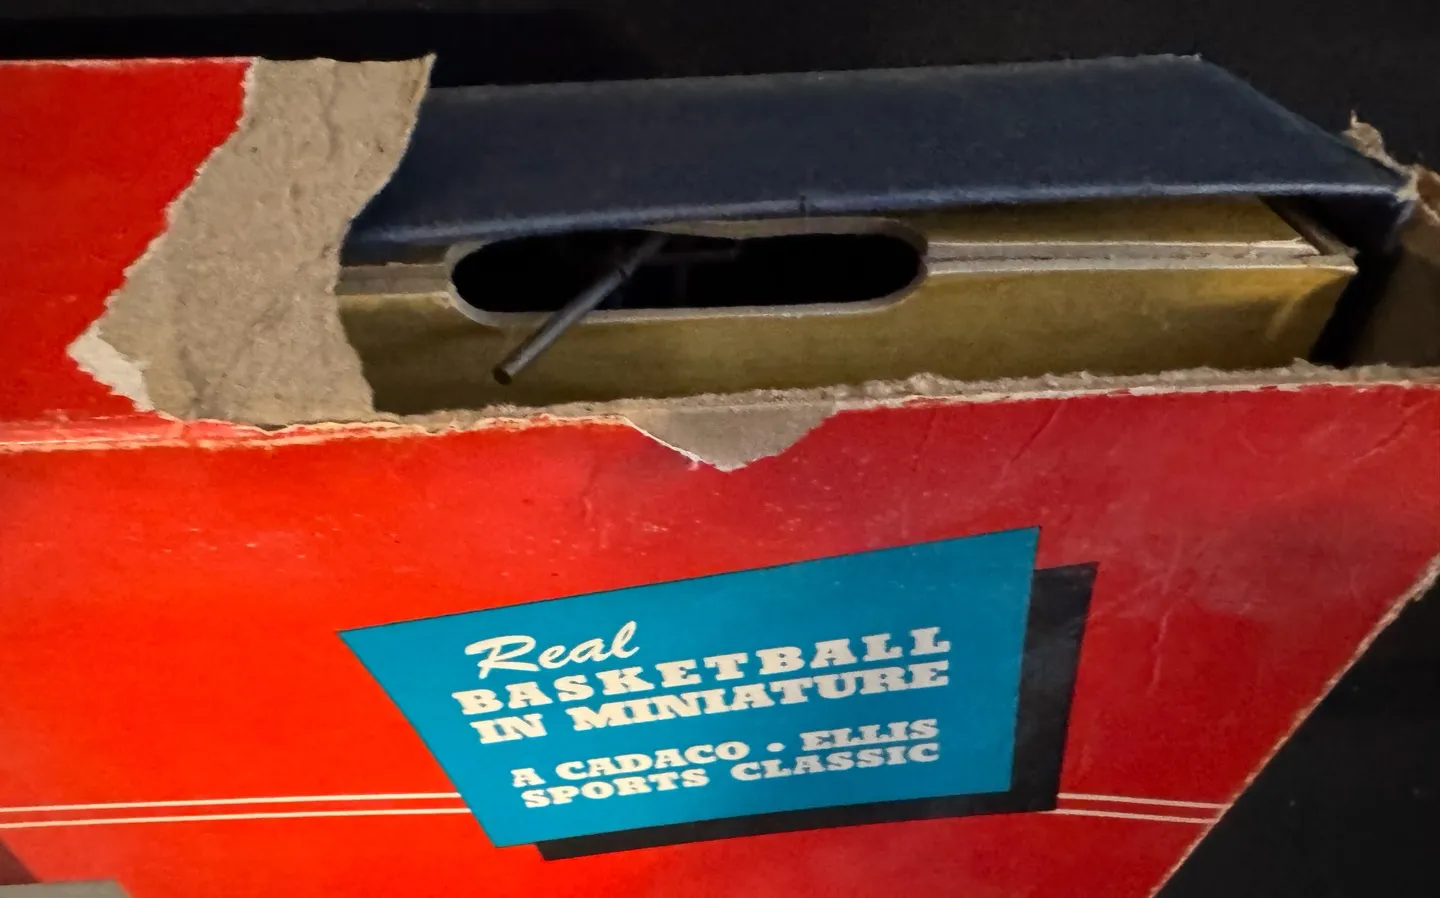 Real
BASKETBALL
IN MINIATURE
A CADACO • ELLIS
SPORTS CLASSIC